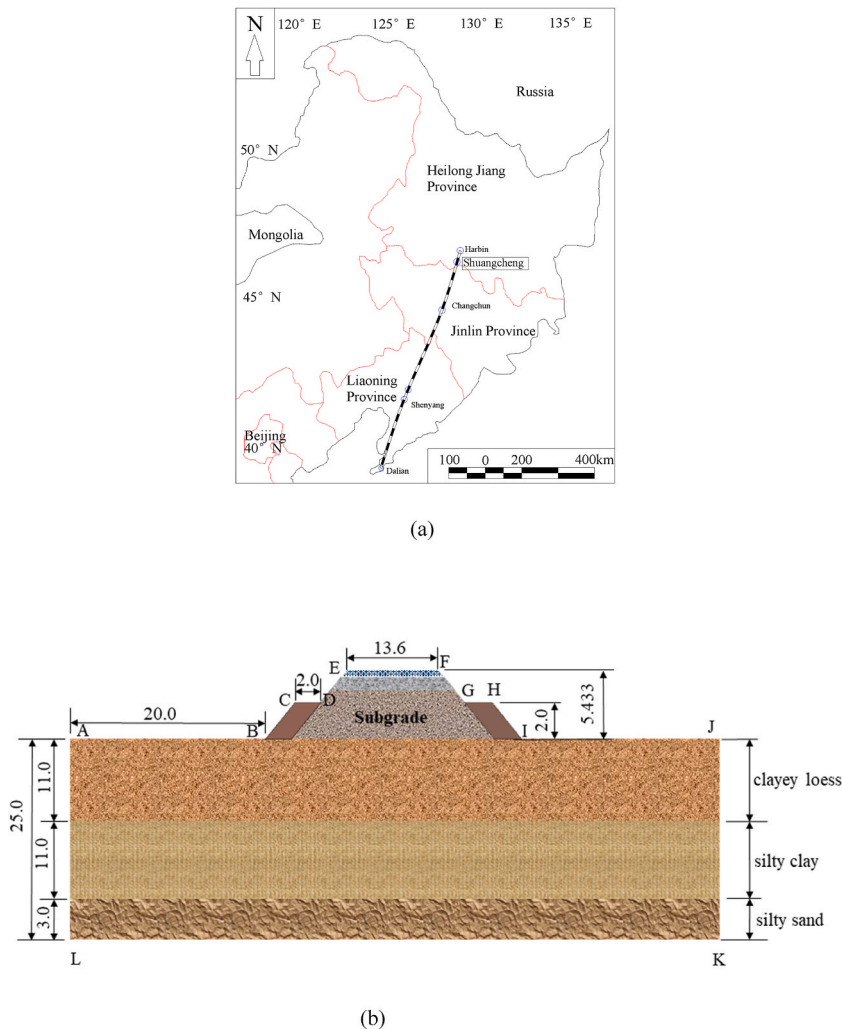 N
120° E 125° E 130° E 135° E
Russia
50° N
Heilong Jiang
Province
Mongolia
Harbin
Shuangcheng
45° N
Changchun
Jinlin Province
Liaoning
Province
Shenyang
Beijing
40° N
100 0 200 400km
Dalian
(a)
13.6
E F
2.0
C D G H
5.433
20.0
Subgrade
2.0
A B I J
11.0
clayey loess
25.0
11.0
silty clay
3.0
silty sand
L K
(b)